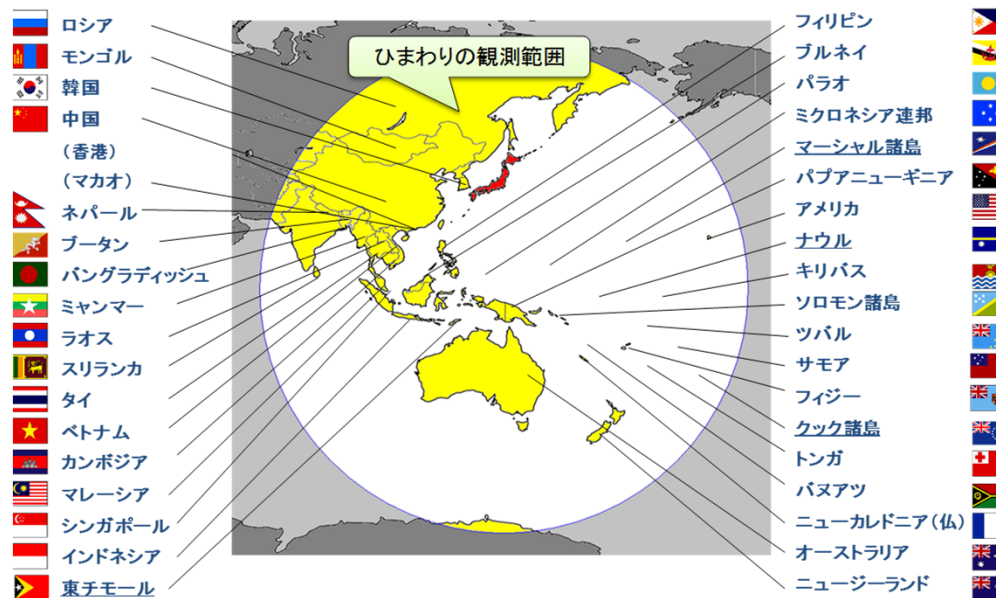 ひまわりの観測範囲
ロシア
モンゴル
韓国
中国
(香港)
(マカオ)
ネパール
ブータン
バングラディッシュ
ミャンマー
ラオス
スリランカ
タイ
ベトナム
カンボジア
マレーシア
シンガポール
インドネシア
東チモール
フィリピン
ブルネイ
パラオ
ミクロネシア連邦
マーシャル諸島
パプアニューギニア
アメリカ
ナウル
キリバス
ソロモン諸島
ツバル
サモア
フィジー
クック諸島
トンガ
バヌアツ
ニューカレドニア(仏)
オーストラリア
ニュージーランド